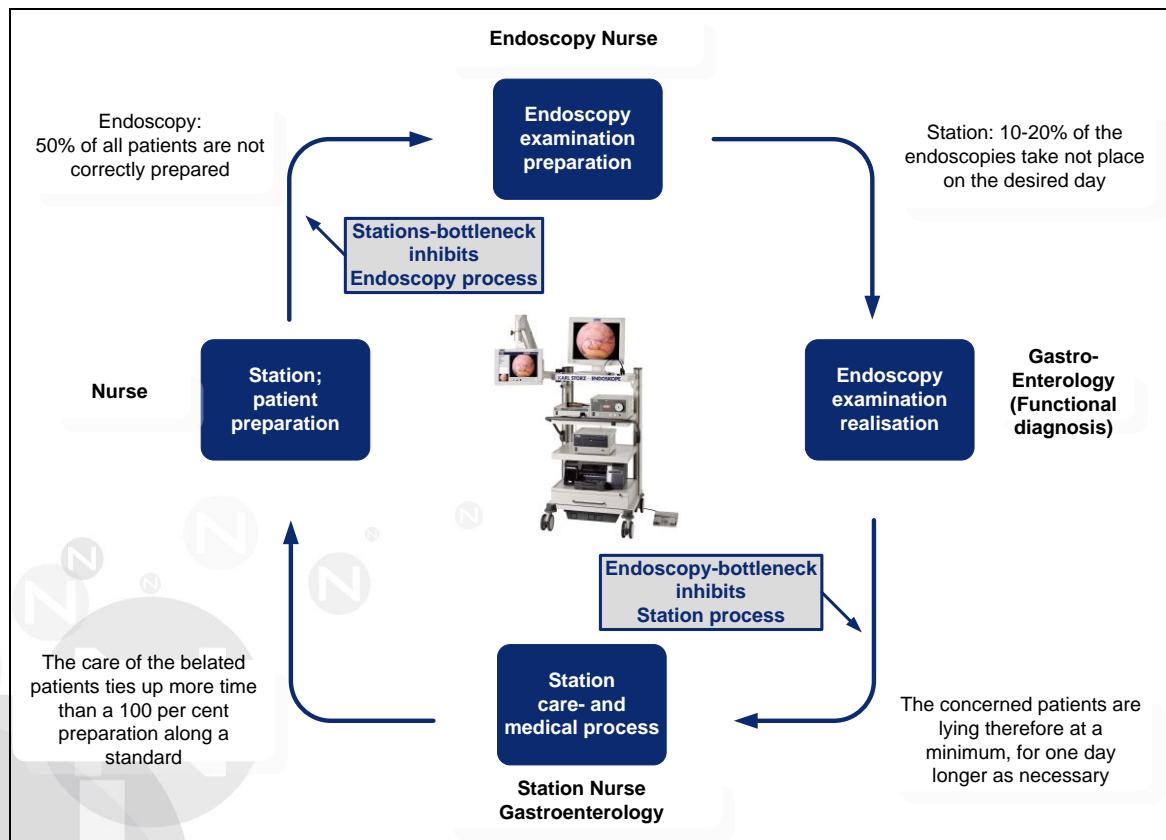 Endoscopy Nurse
Endoscopy
examination
preparation
Endoscopy:
50% of all patients are not
correctly prepared
Station: 10-20% of the
endoscopies take not place
on the desired day
Stations-bottleneck
inhibits
Endoscopy process
Nurse
Station;
patient
preparation
KARL STORZ - ENDOSKOPE
Endoscopy
examination
realisation
Gastro-
Enterology
(Functional
diagnosis)
Endoscopy-bottleneck
inhibits
Station process
The care of the belated
patients ties up more time
than a 100 per cent
preparation along a
standard
Station
care- and
medical process
The concerned patients are
lying therefore at a
minimum, for one day
longer as necessary
Station Nurse
Gastroenterology
N
N
N
N
N
N
N
N